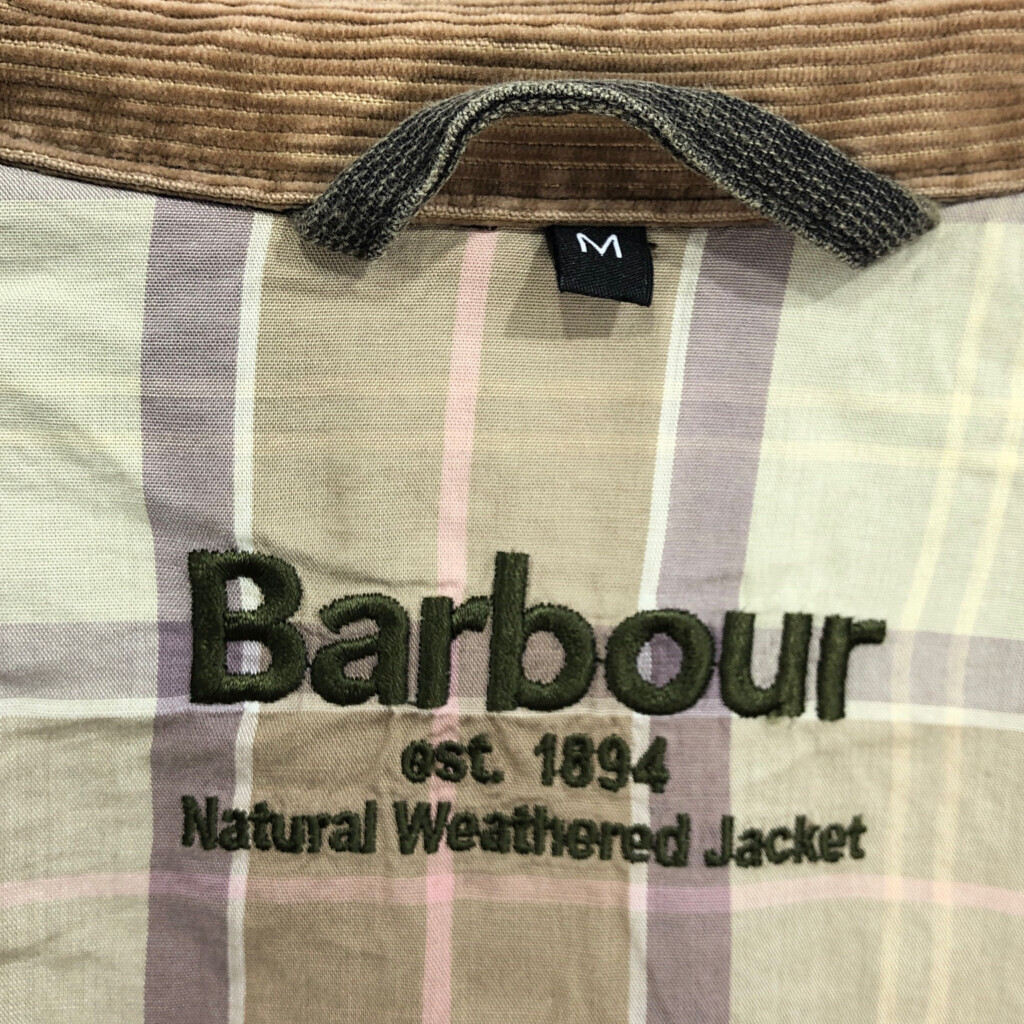 M
Barbour
est. 1894
Natural Weathered Jacket